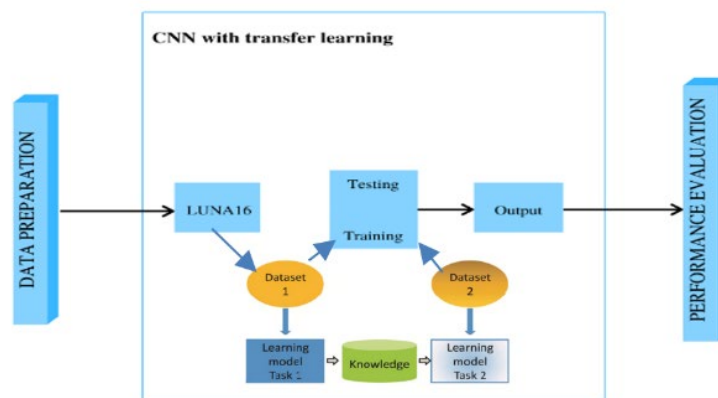 CNN with transfer learning
DATA PREPARATION
LUNA16
Testing
Training
Output
PERFORMANCE EVALUATION
Dataset
1
Dataset
2
Learning
model
Task 1
Knowledge
Learning
model
Task 2